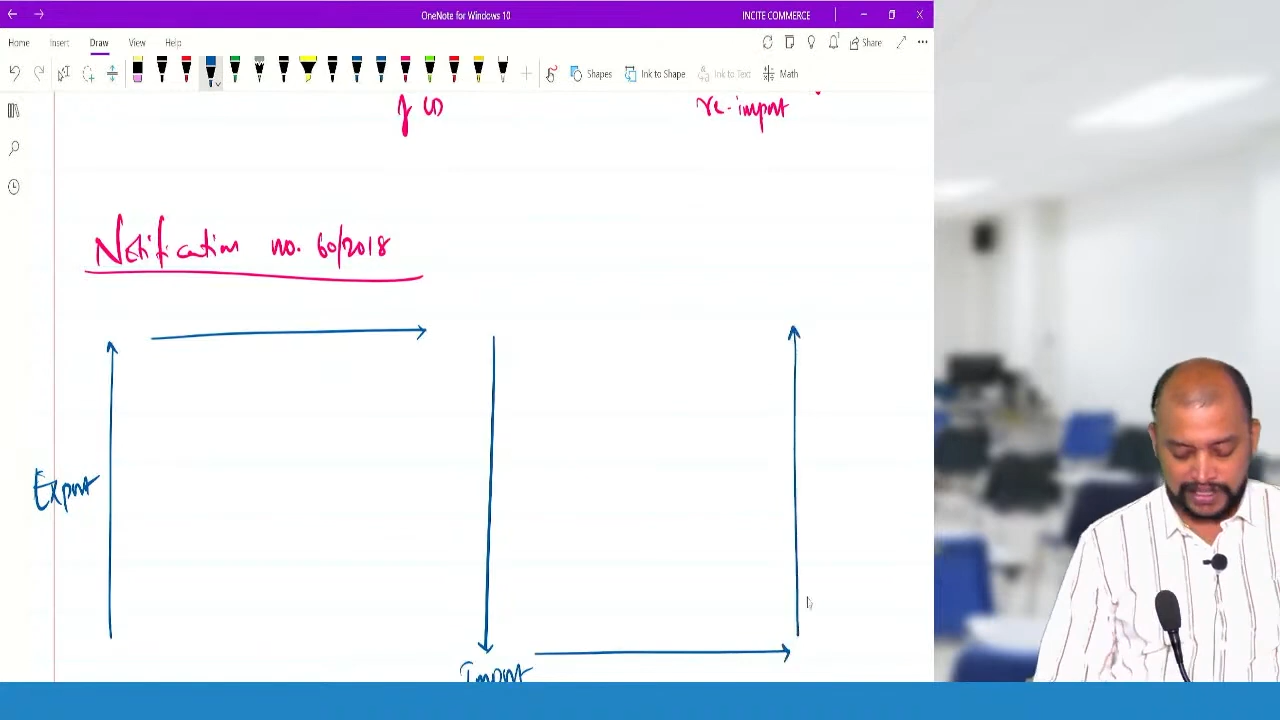 OneNote for Windows 10
INCITE COMMERCE
Home Insert Draw View Help
Share
Shapes Ink to Shape Ink to Text Math
re-import
Notification no. 60/2018
Export
Import